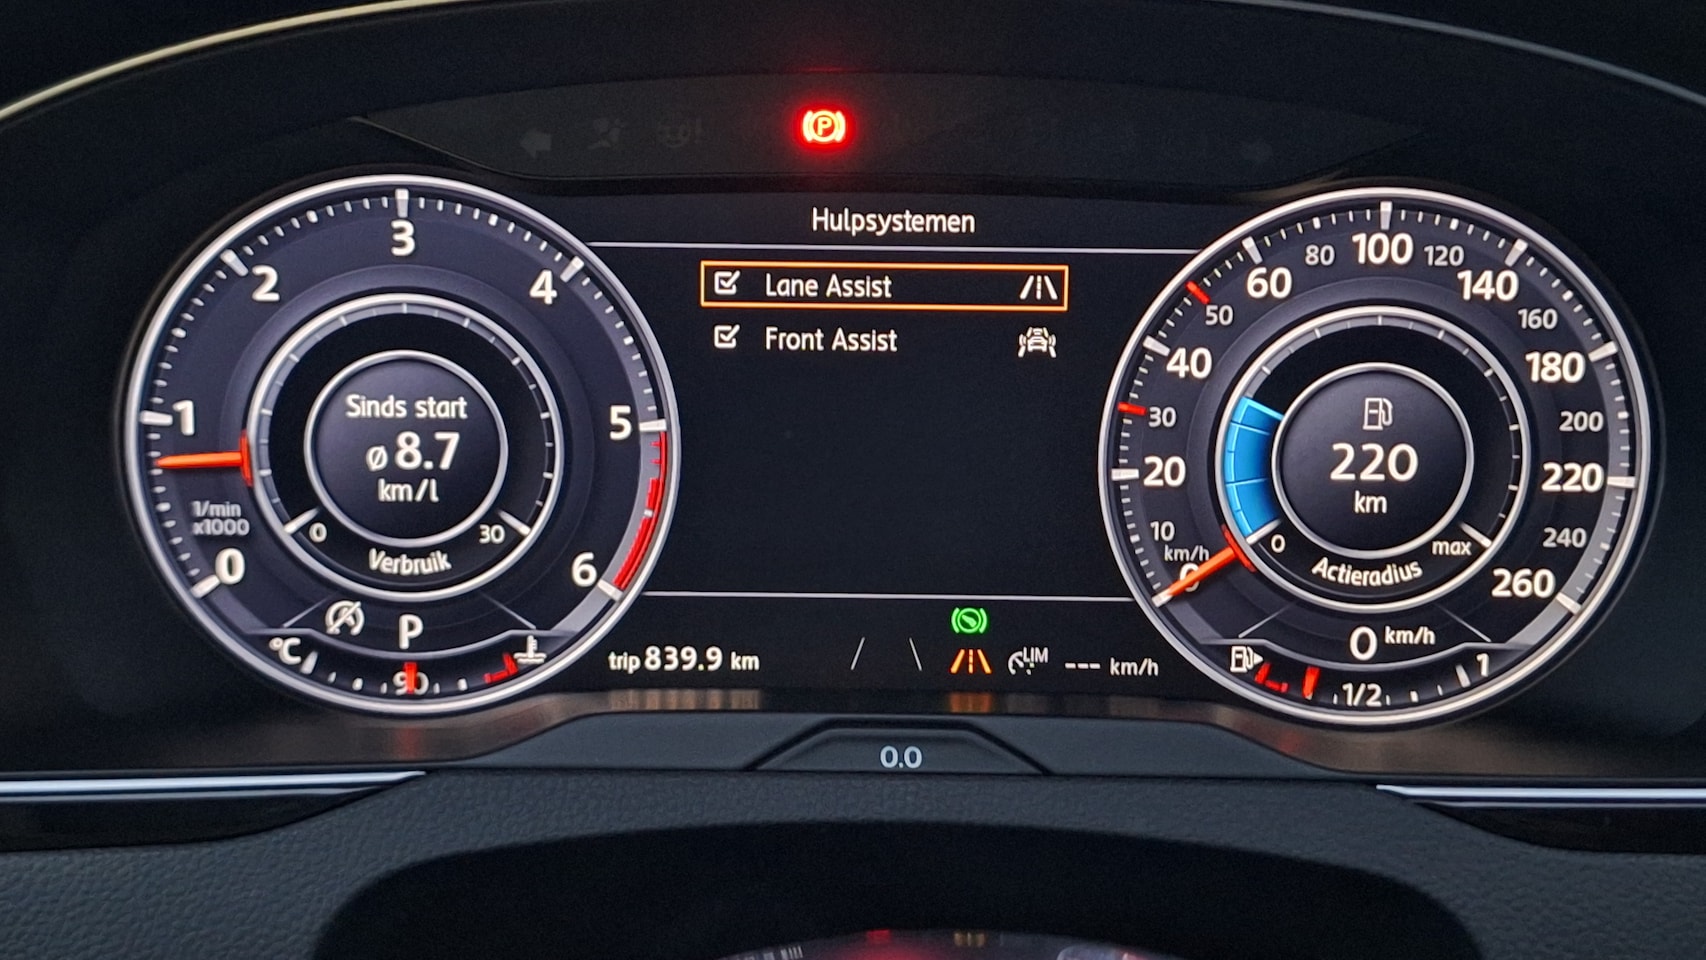 P
Hulpsystemen
Lane Assist
Front Assist
3
2
4
1
5
0
6
1/min
x1000
Sinds start
ø 8.7
km/l
0
30
Verbruik
P
°C
90
trip 839.9 km
LIM
--- km/h
100
80
120
60
140
50
160
40
180
30
200
20
220
10
240
km/h
0
260
220
km
0
max
Actieradius
0 km/h
1/2
1
0.0